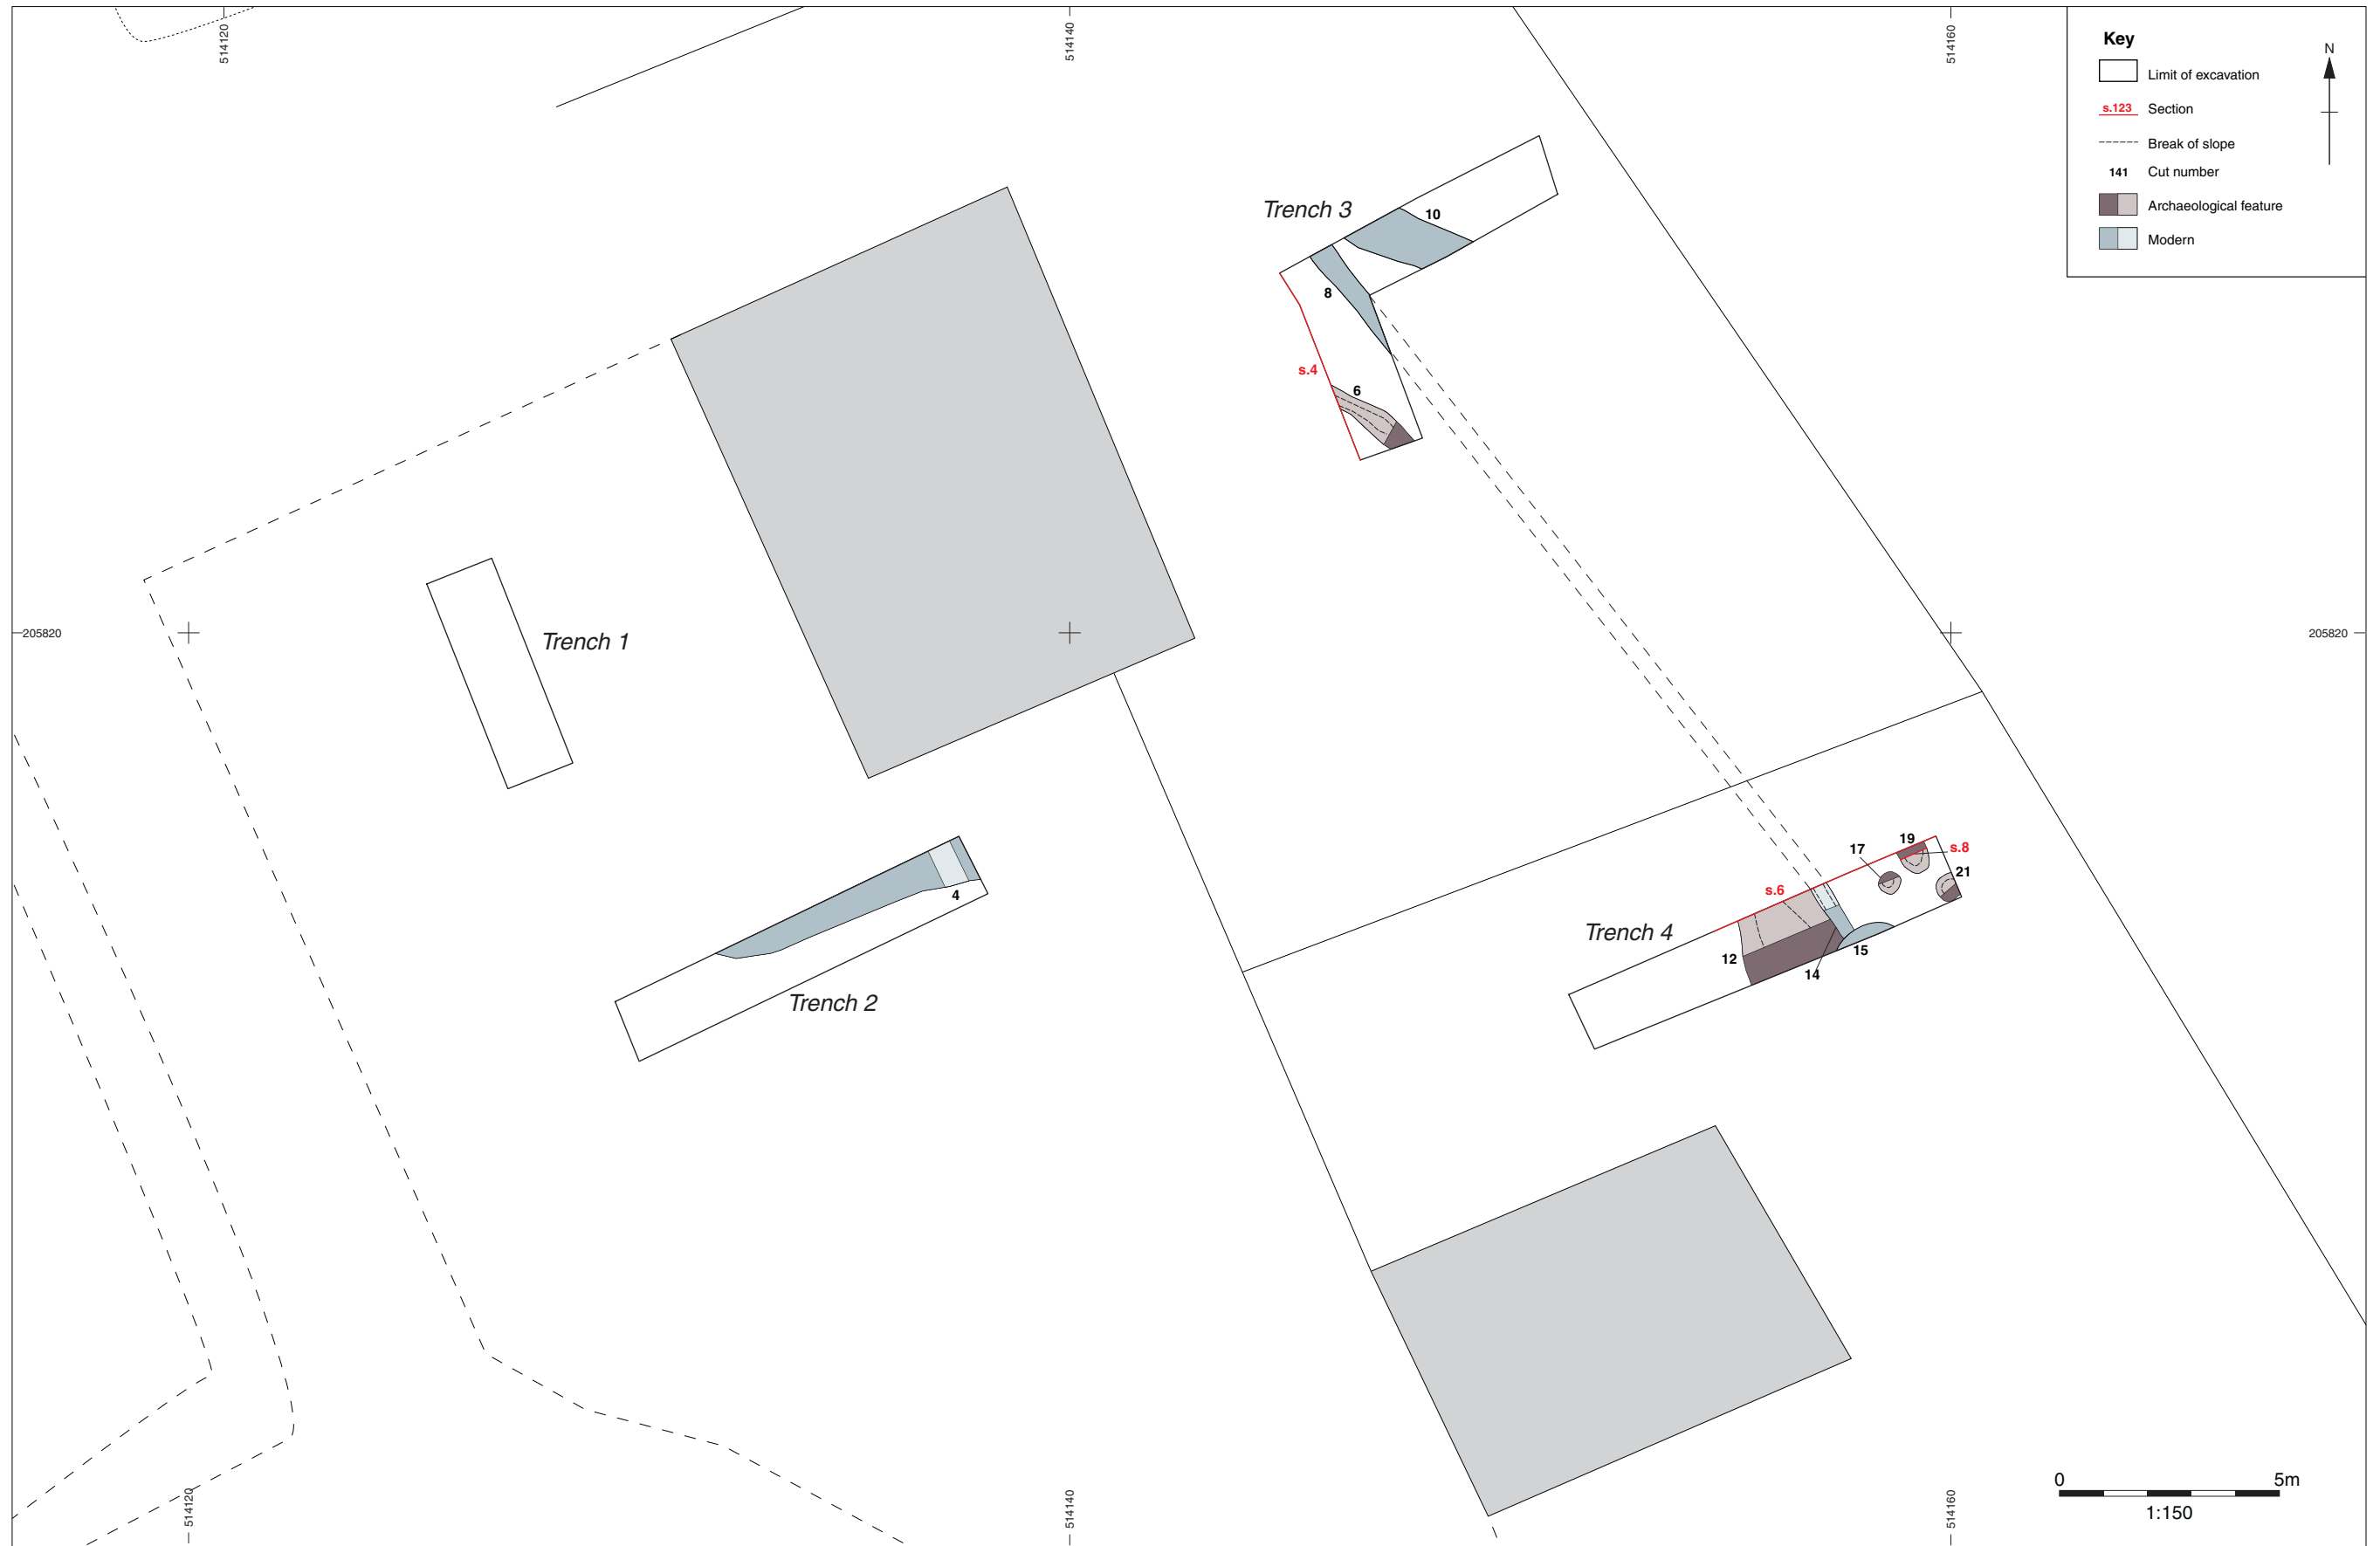 514120
514140
514160
Key
N
Limit of excavation
s.123 Section
Break of slope
141 Cut number
Archaeological feature
Modern
Trench 3
10
8
s.4
6
205820
205820
Trench 1
Trench 2
4
Trench 4
s.6
17
19
s.8
21
12
14
15
514120
514140
514160
0 5m
1:150